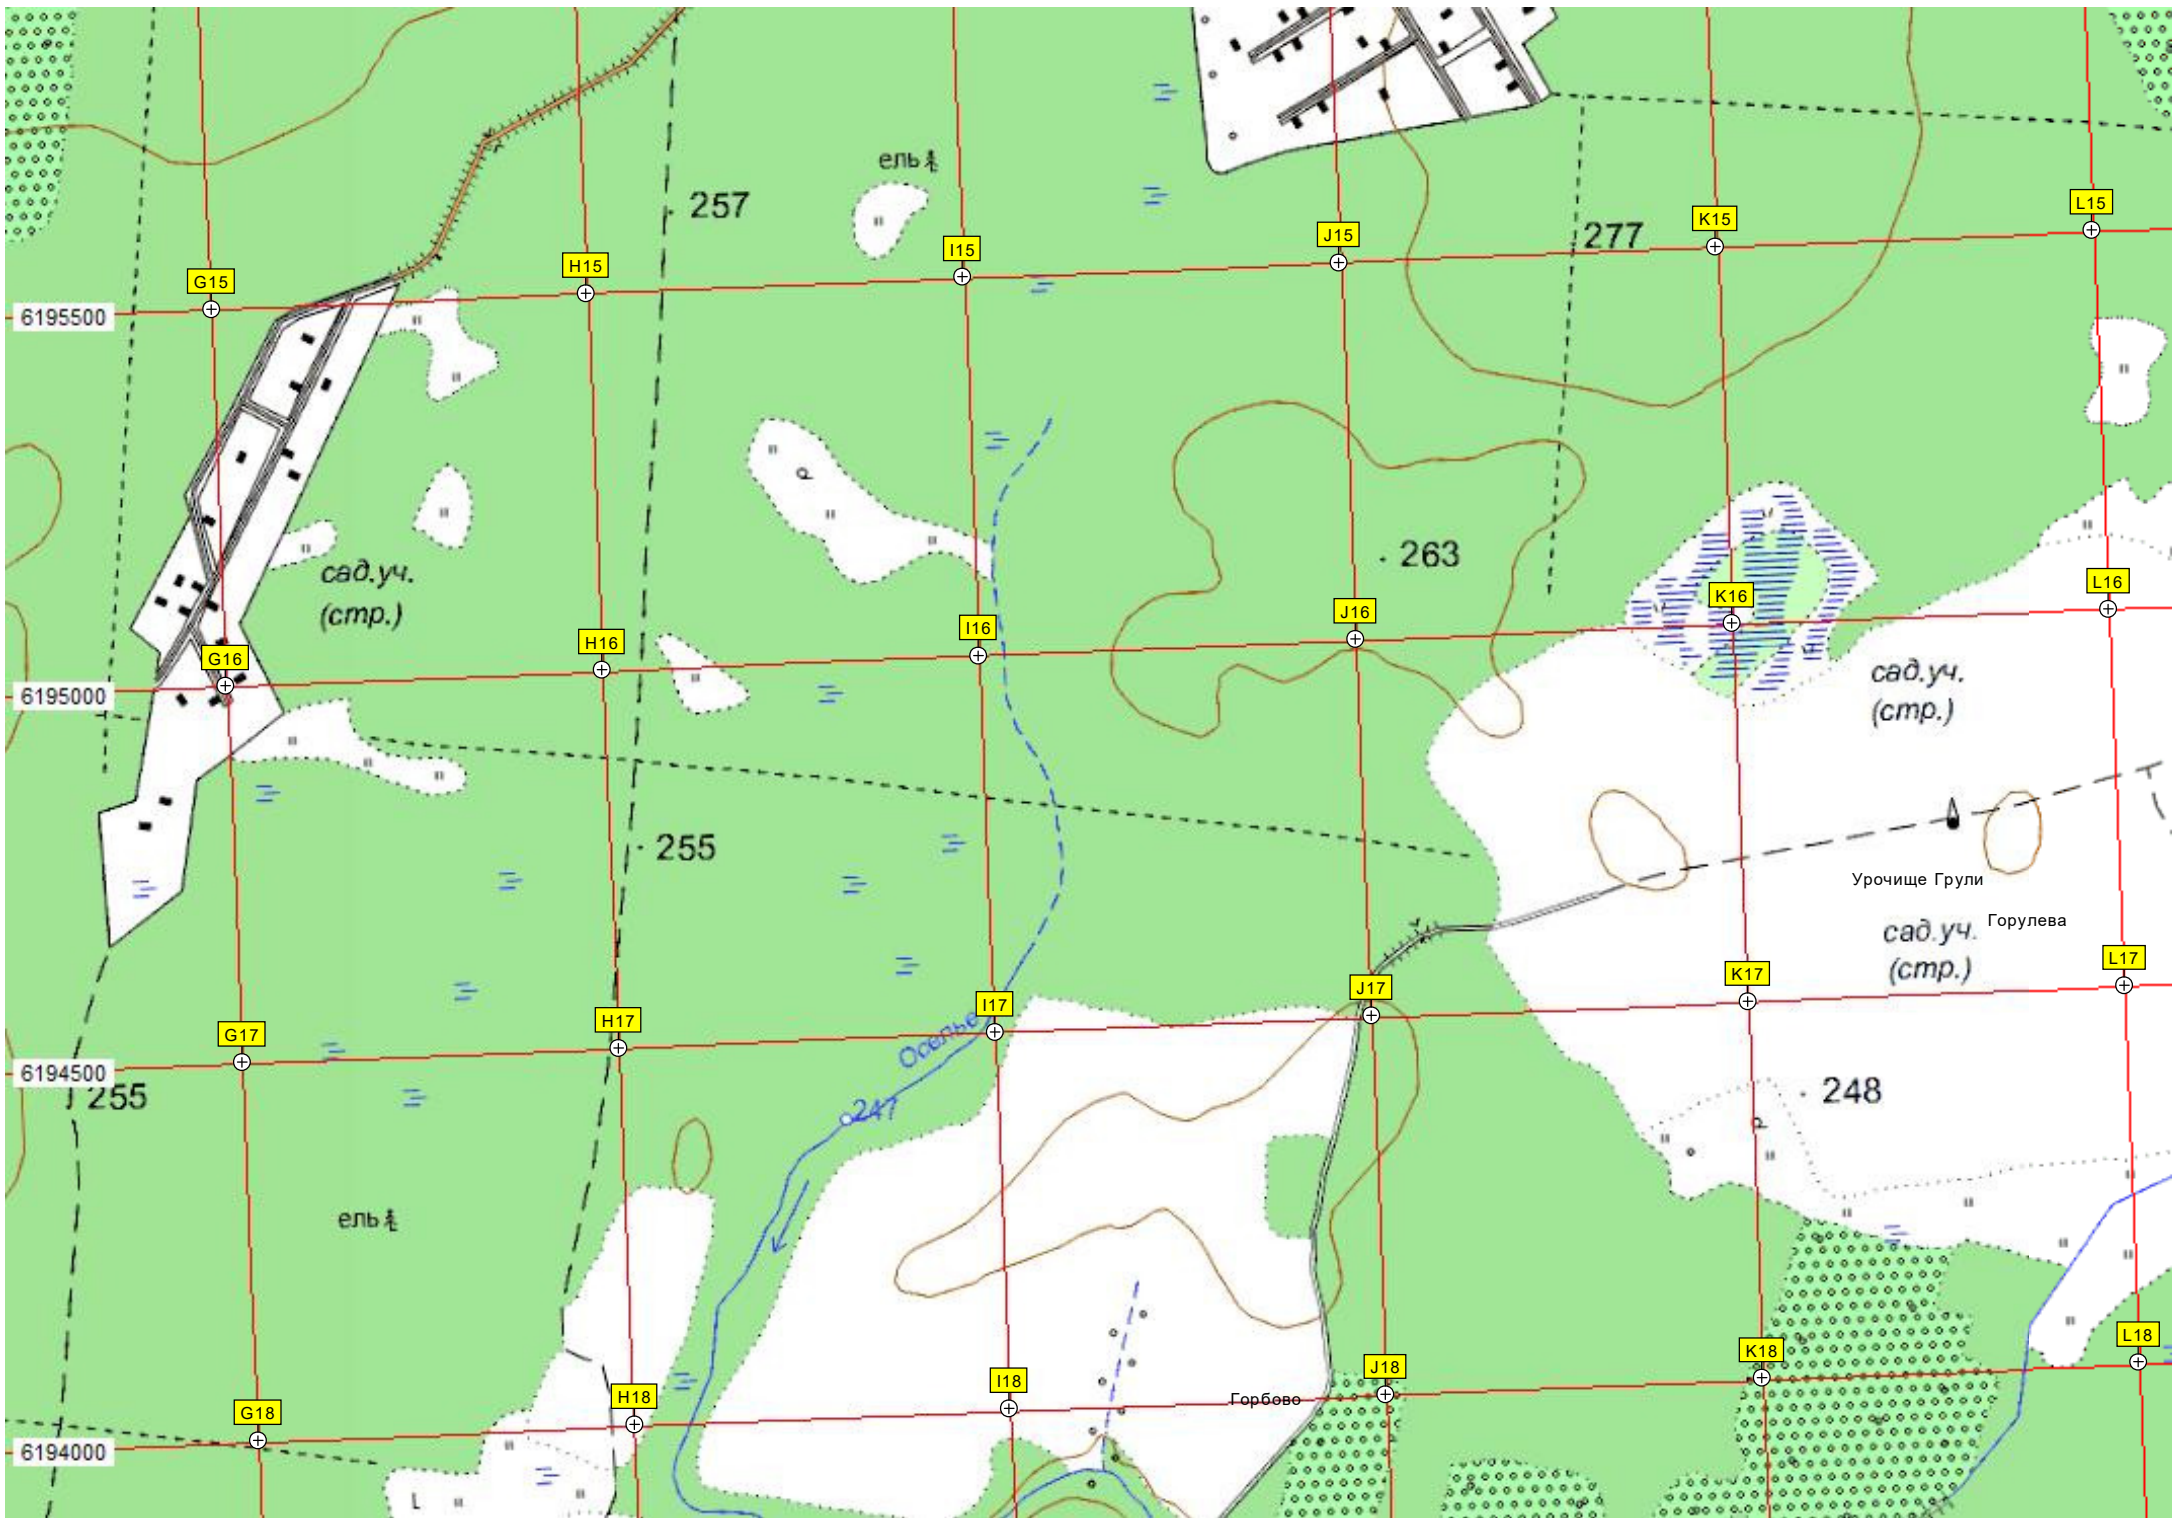 ель
257
L15
K15
J15
277
I15
H15
G15
6195500
263
сад.уч.
(стр.)
L16
K16
J16
I16
H16
G16
6195000
сад.уч.
(стр.)
255
Урочище Грули
Горулева
сад.уч.
(стр.)
L17
K17
J17
I17
H17
G17
Оселье
6194500
255
247
248
ель
L18
K18
J18
I18
H18
G18
Горбово
6194000